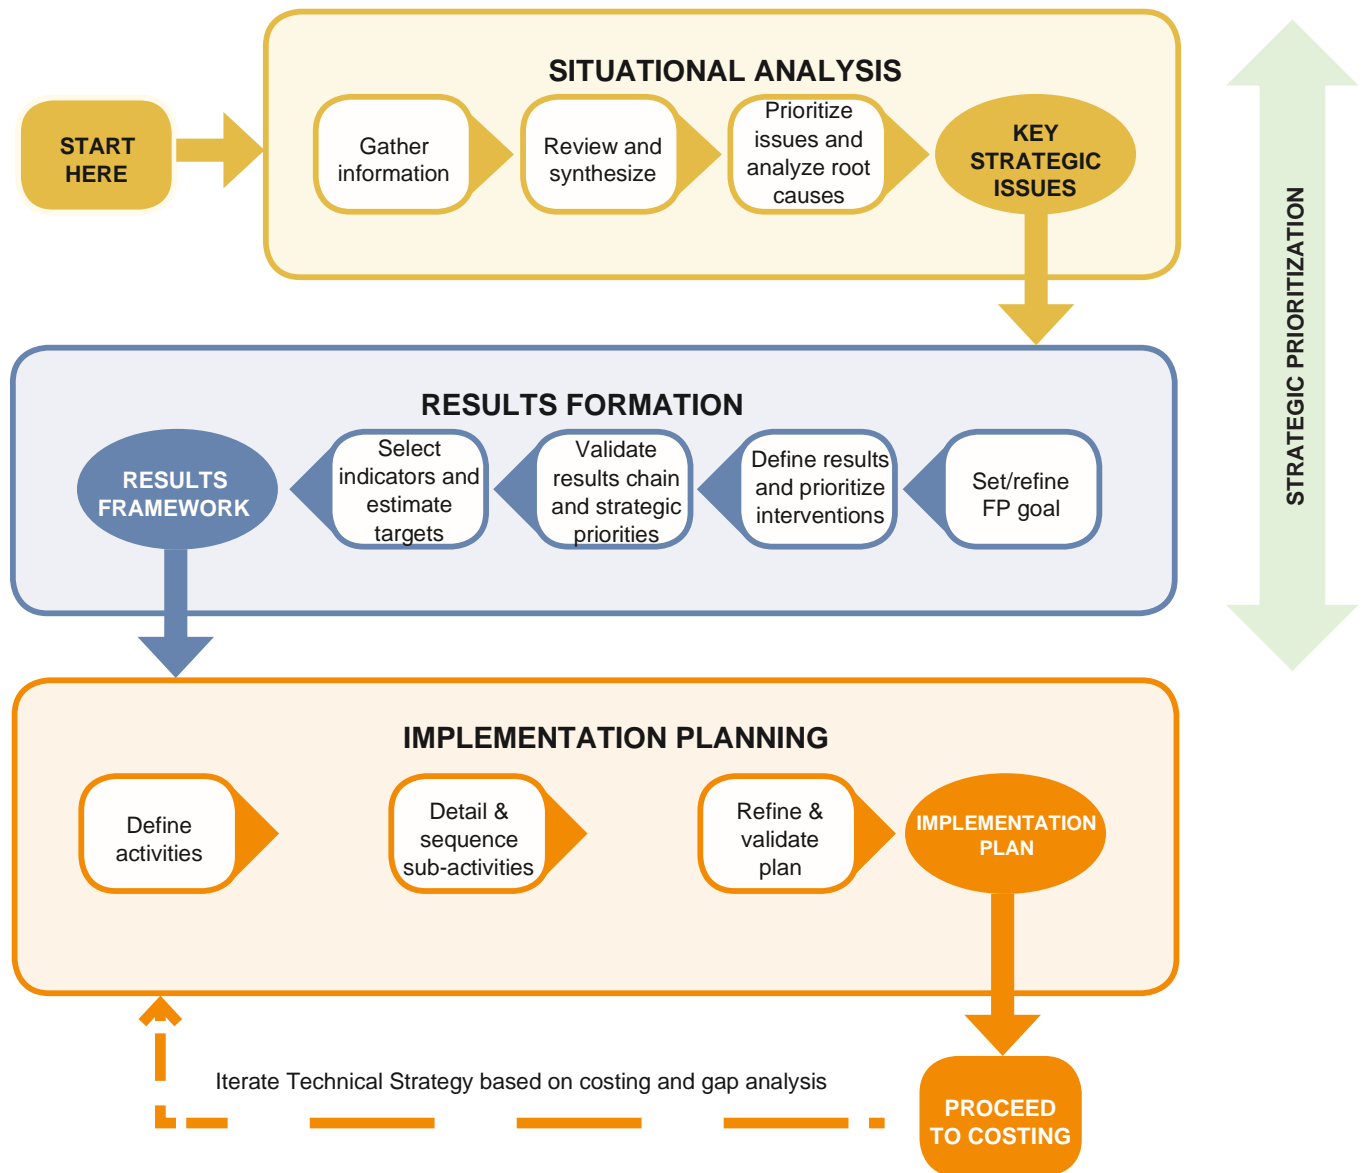 SITUATIONAL ANALYSIS
START
HERE
Gather
information
Review and
synthesize
Prioritize
issues and
analyze root
causes
KEY
STRATEGIC
ISSUES
STRATEGIC PRIORITIZATION
RESULTS FORMATION
RESULTS
FRAMEWORK
Select
indicators and
estimate
targets
Validate
results chain
and strategic
priorities
Define results
and prioritize
interventions
Set/refine
FP goal
IMPLEMENTATION PLANNING
Define
activities
Detail &
sequence
sub-activities
Refine &
validate
plan
IMPLEMENTATION
PLAN
Iterate Technical Strategy based on costing and gap analysis
PROCEED
TO COSTING